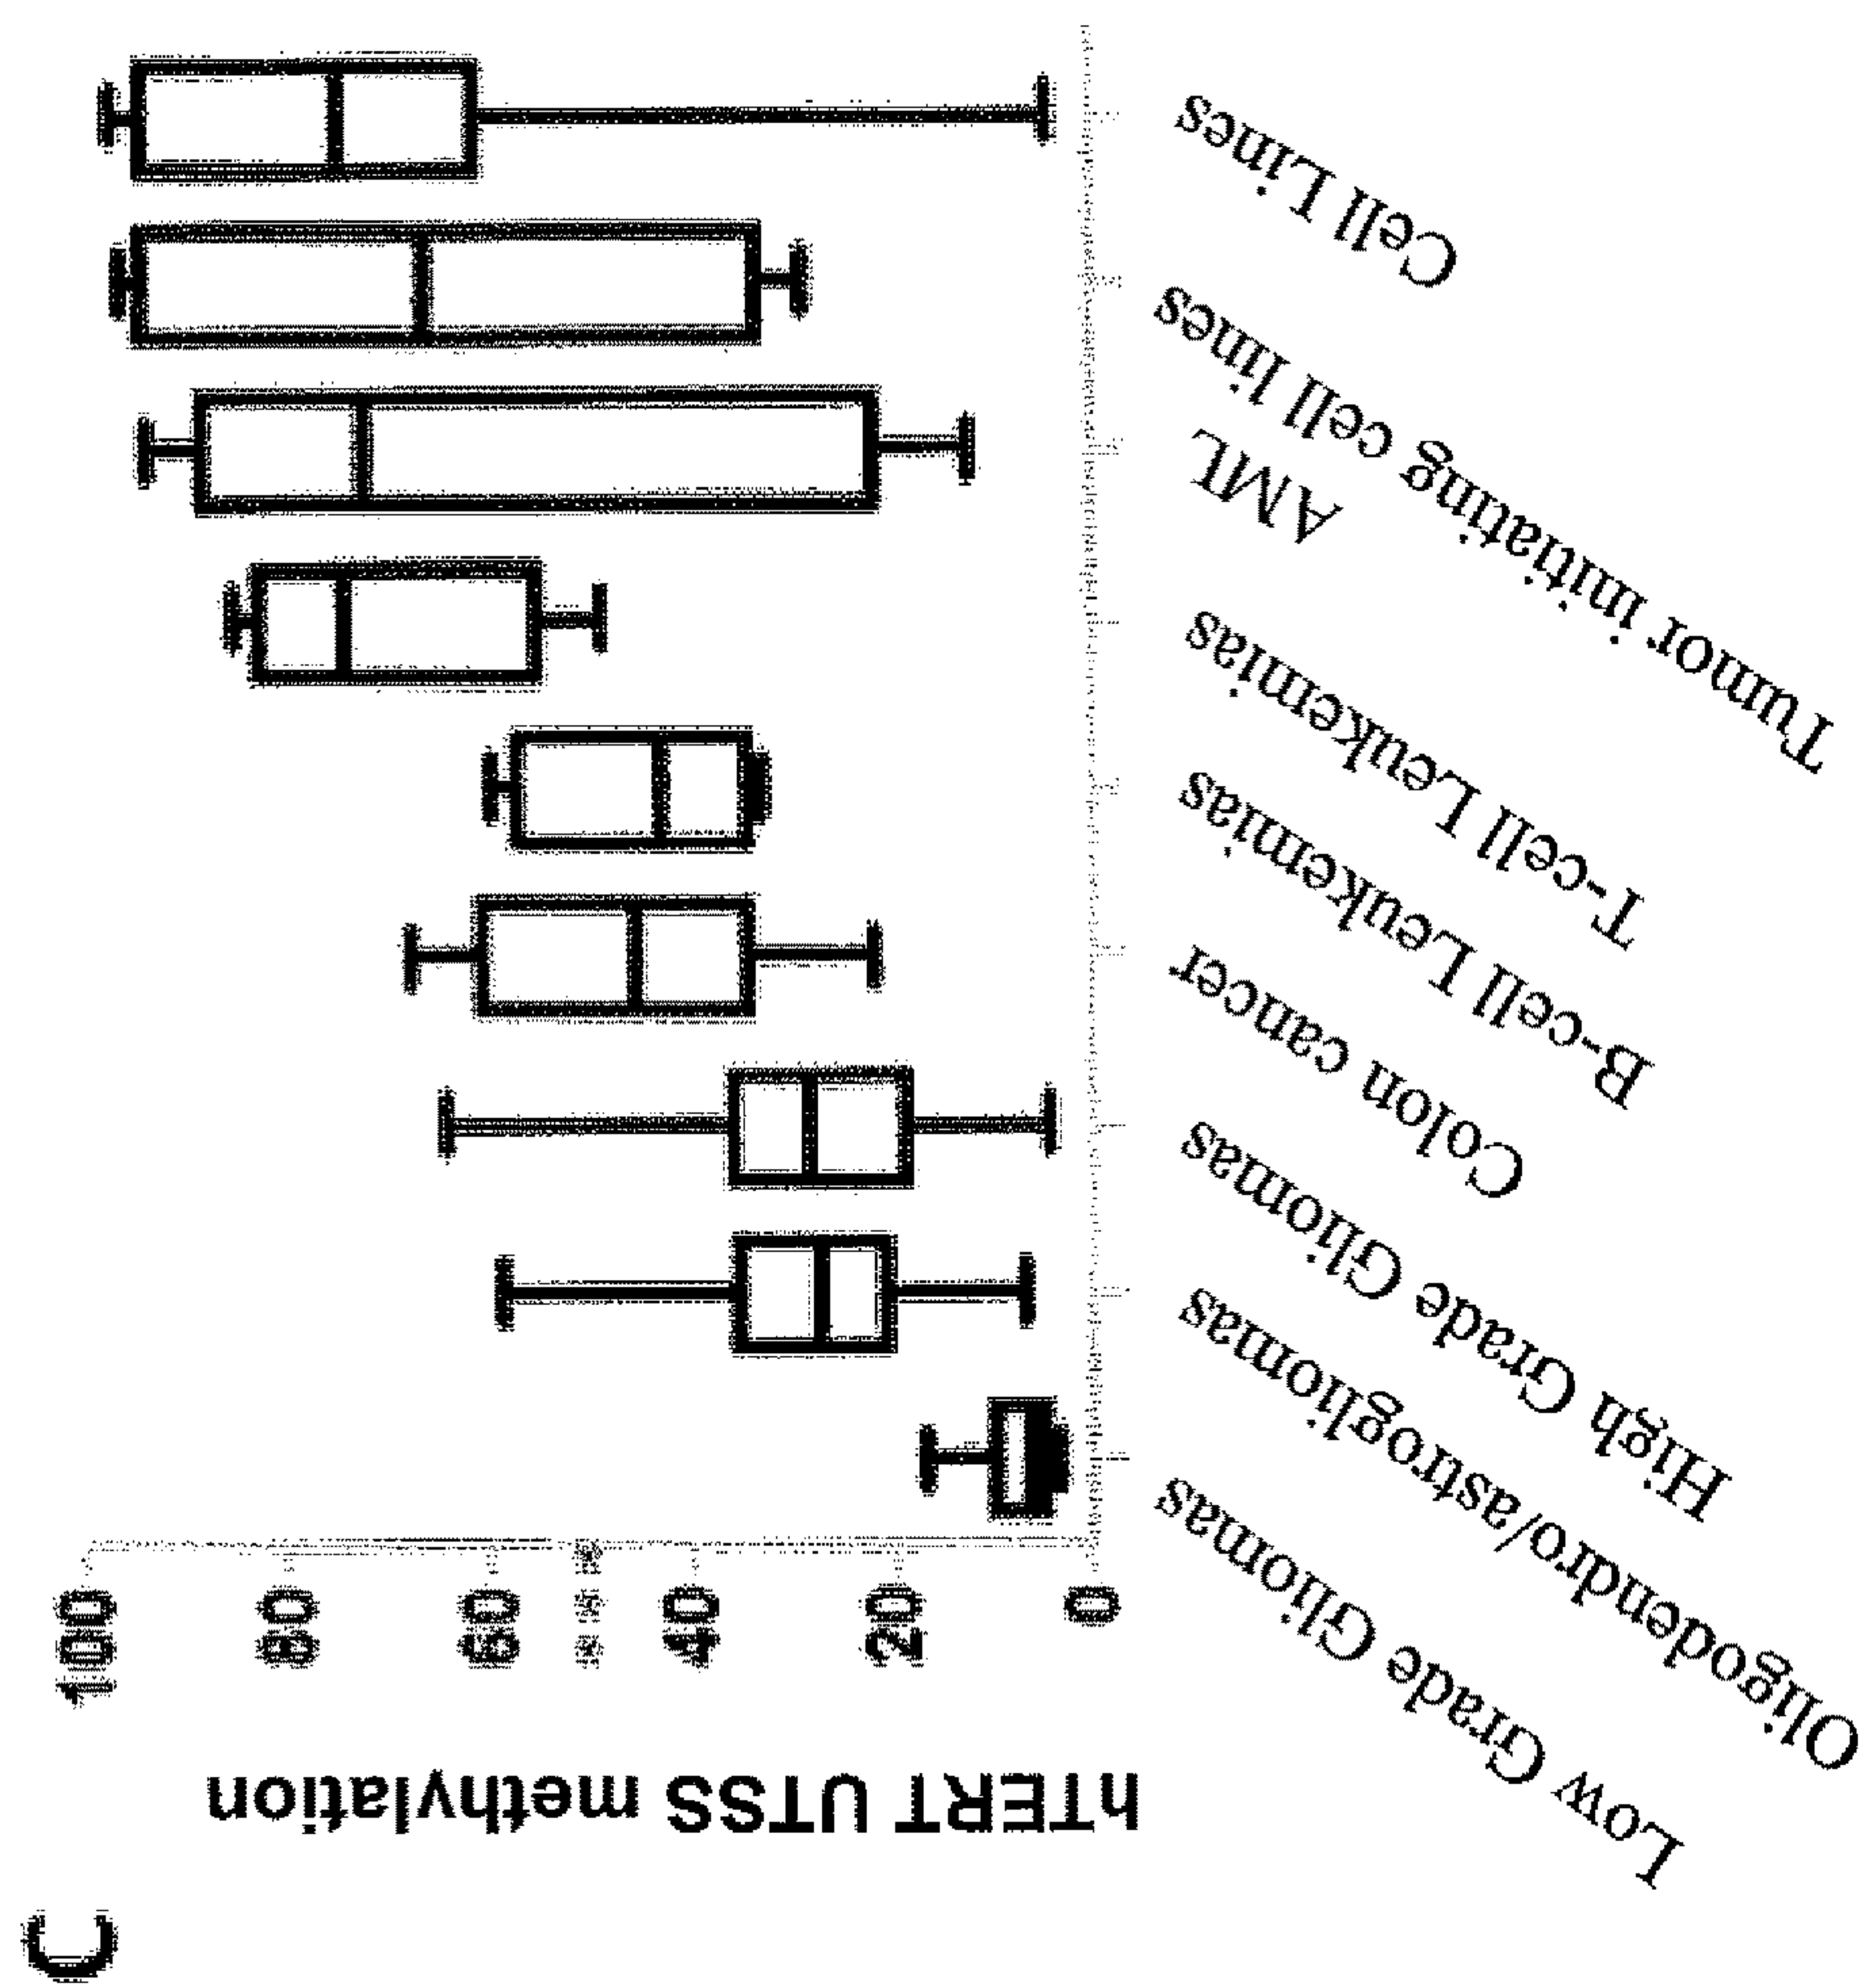 C
hTERT UTSS methylation
100
80
60
40
20
0
Low Grade Gliomas
Oligodendro/astrogliomas
High Grade Gliomas
Colon cancer
B-cell Leukemias
T-cell Leukemias
AML
Tumor initiating cell lines
Cell Lines